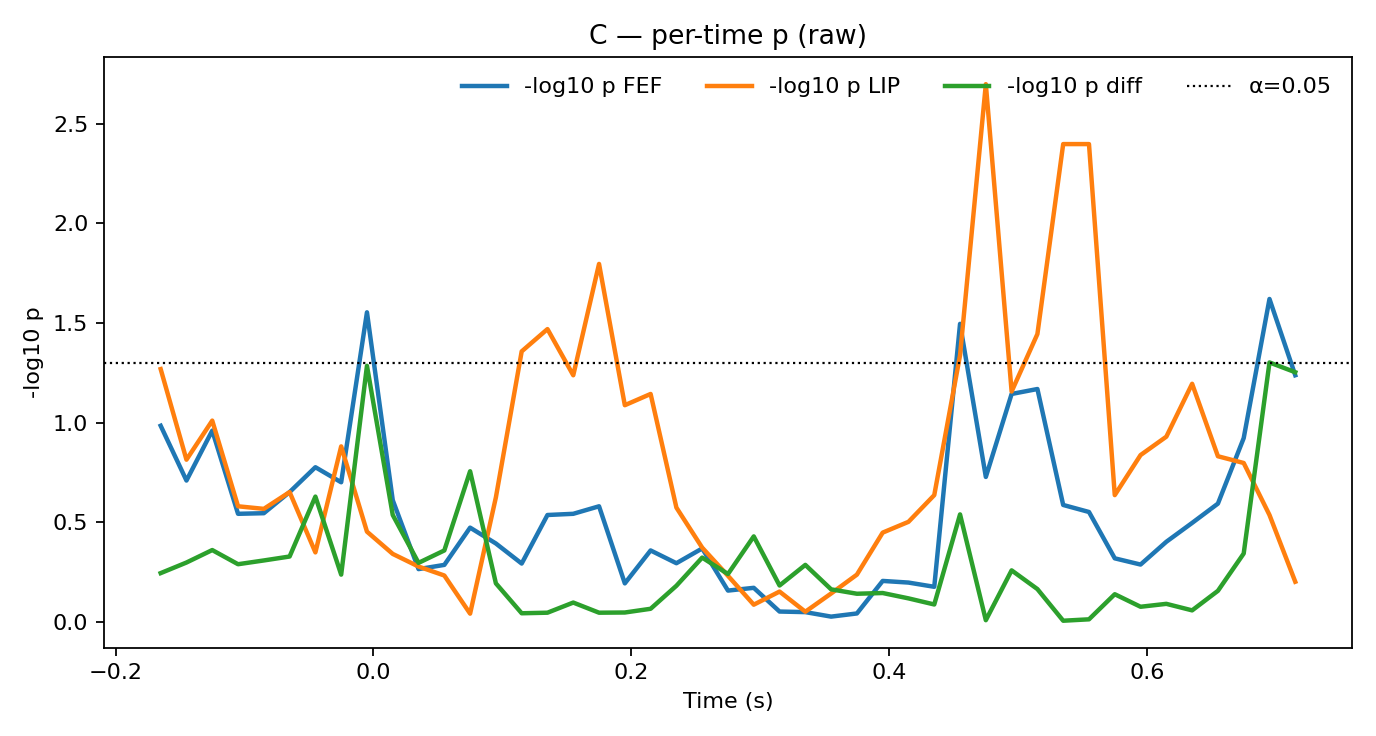 C — per-time p (raw)
-log10 p FEF
-log10 p LIP
-log10 p diff
α=0.05
-log10 p
2.5
2.0
1.5
1.0
0.5
0.0
−0.2
0.0
0.2
0.4
0.6
Time (s)